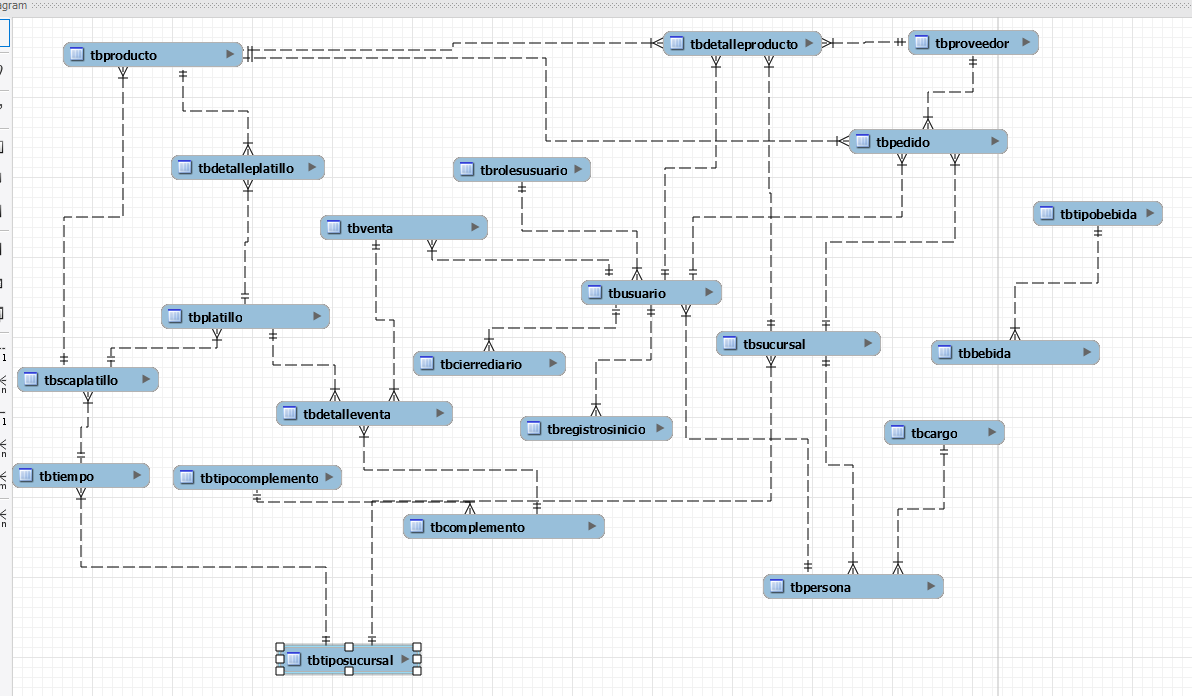 agram
tbproducto
tbdetalleproducto
tbproveedor
tbpedido
tbdetalleplatillo
tbrolesusuario
tbtipobebida
tbventa
tbusuario
tbplatillo
tbsucursal
tbbebida
tbcierrediario
tbscaplatillo
tbdetalleventa
tbregistrosinicio
tbcargo
tbtiempo
tbtipocomplemento
tbcomplemento
tbpersona
tbtiposucursal